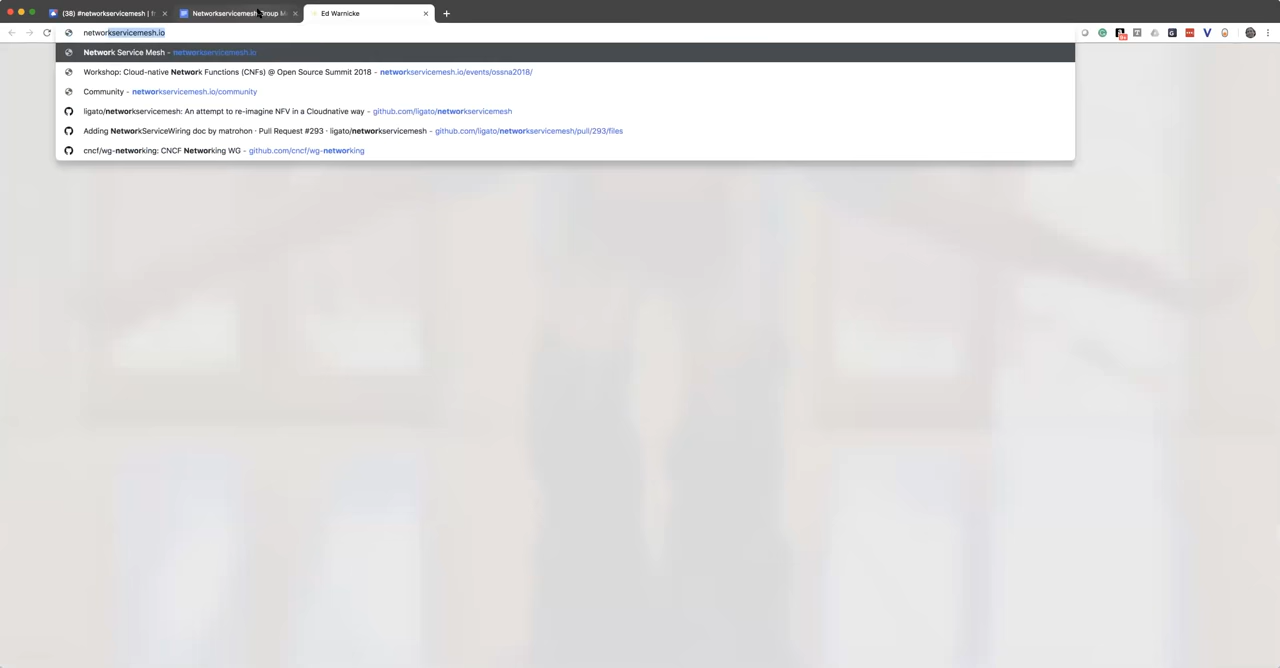 (38) #networkservicemesh | fr
Networkservicemesh Group M
Ed Warnicke
networkservicemesh.io
Network Service Mesh - networkservicemesh.io
Workshop: Cloud-native Network Functions (CNFs) @ Open Source Summit 2018 - networkservicemesh.io/events/ossna2018/
Community - networkservicemesh.io/community
ligato/networkservicemesh: An attempt to re-imagine NFV in a Cloudnative way - github.com/ligato/networkservicemesh
Adding NetworkServiceWiring doc by matrohon · Pull Request #293 · ligato/networkservicemesh - github.com/ligato/networkservicemesh/pull/293/files
cncf/wg-networking: CNCF Networking WG - github.com/cncf/wg-networking